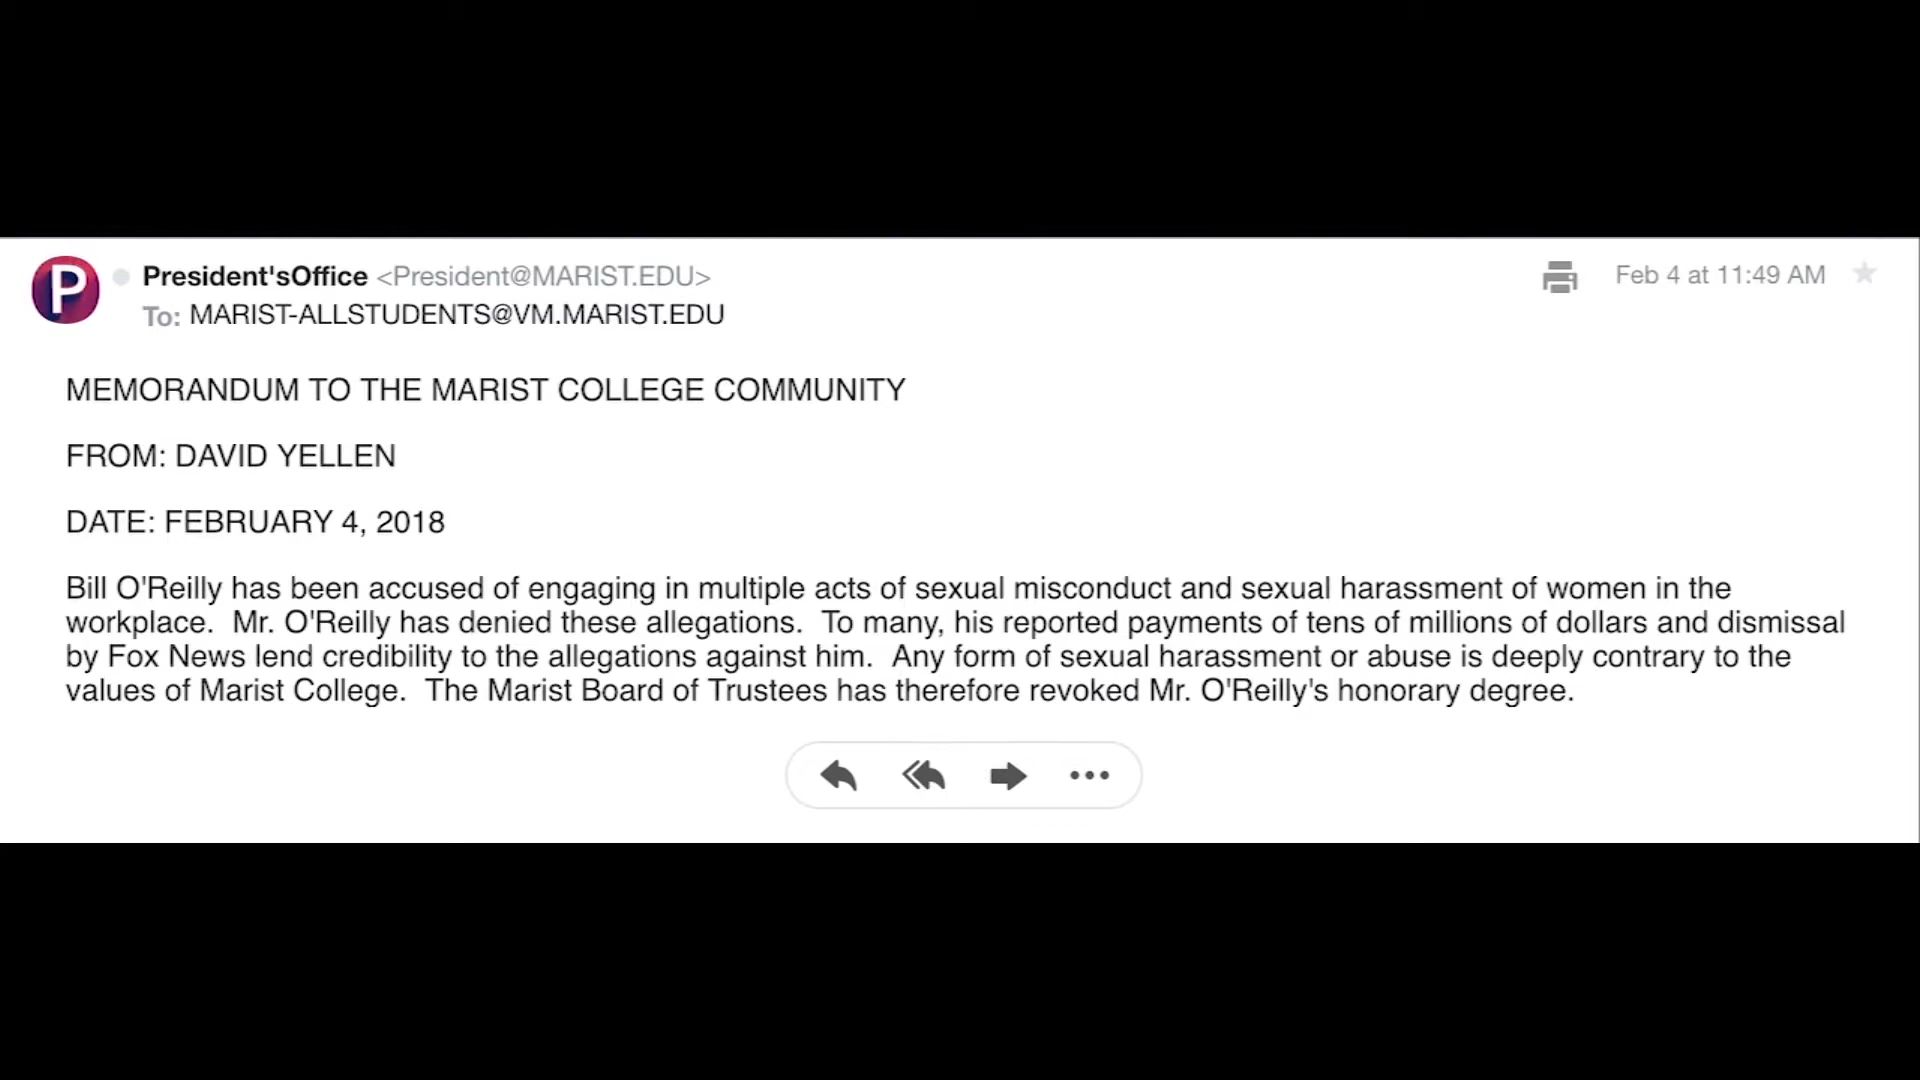 P
President'sOffice <President@MARIST.EDU>
Feb 4 at 11:49 AM
To: MARIST-ALLSTUDENTS@VM.MARIST.EDU
MEMORANDUM TO THE MARIST COLLEGE COMMUNITY
FROM: DAVID YELLEN
DATE: FEBRUARY 4, 2018
Bill O'Reilly has been accused of engaging in multiple acts of sexual misconduct and sexual harassment of women in the
workplace.  Mr. O'Reilly has denied these allegations.  To many, his reported payments of tens of millions of dollars and dismissal
by Fox News lend credibility to the allegations against him.  Any form of sexual harassment or abuse is deeply contrary to the
values of Marist College.  The Marist Board of Trustees has therefore revoked Mr. O'Reilly's honorary degree.